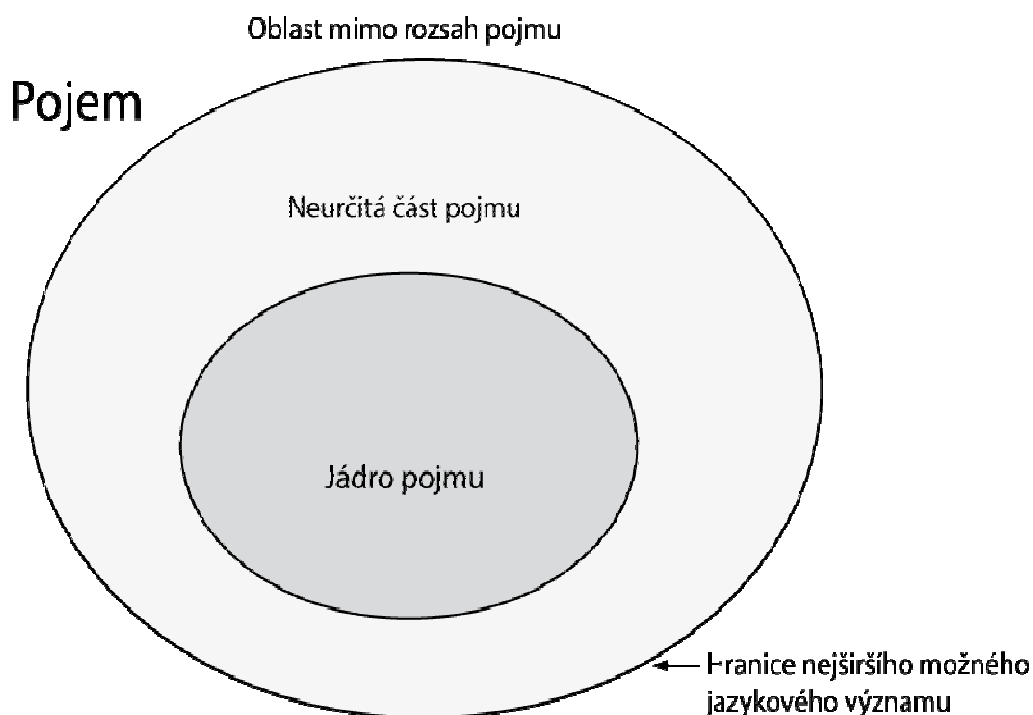 Oblast mimo rozsah pojmu
Pojem
Neurčitá část pojmu
Jádro pojmu
Hranice nejširšího možného
jazykového významu